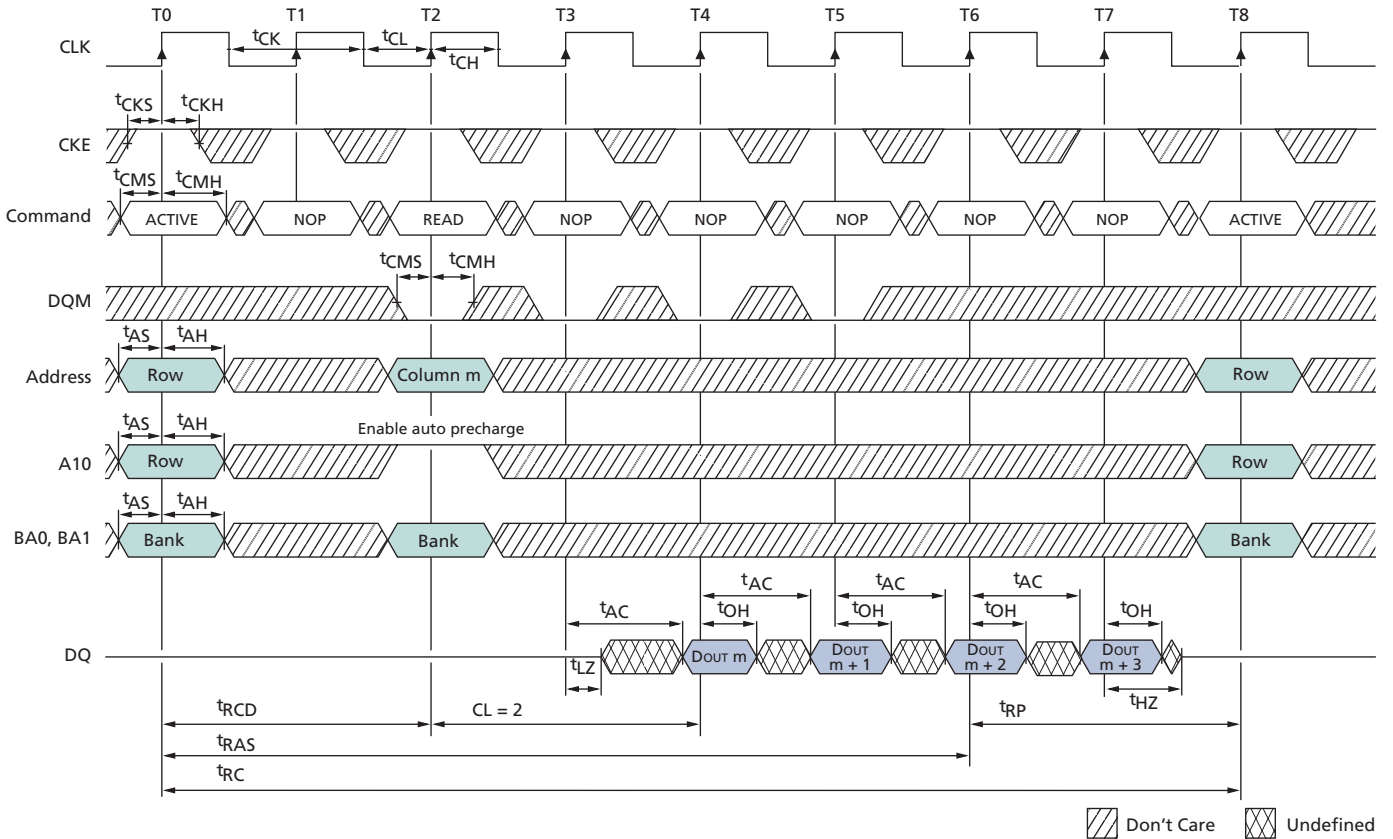 T0 T1 T2 T3 T4 T5 T6 T7 T8
CLK
tCK tCL
tCH
tCKS tCKH
CKE
tCMS tCMH
Command ACTIVE NOP READ NOP NOP NOP NOP NOP ACTIVE
tCMS tCMH
DQM
tAS tAH
Address Row Column m Row
tAS tAH
Enable auto precharge
A10 Row Row
tAS tAH
BA0, BA1 Bank Bank Bank
tAC tAC tAC
tAC tOH tOH tOH tOH
DQ DOUT m DOUT m + 1 DOUT m + 2 DOUT m + 3
tLZ tHZ
tRCD CL = 2 tRP
tRAS
tRC
Don't Care Undefined